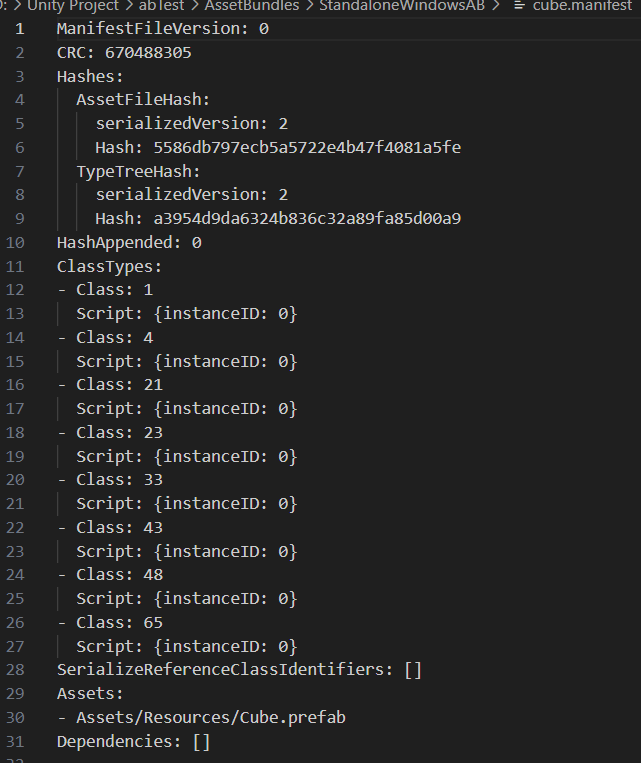 D: > Unity Project > abTest > AssetBundles > StandaloneWindowsAB > cube.manifest
1 ManifestFileVersion: 0
2 CRC: 670488305
3 Hashes:
4 AssetFileHash:
5 serializedVersion: 2
6 Hash: 5586db797ecb5a5722e4b47f4081a5fe
7 TypeTreeHash:
8 serializedVersion: 2
9 Hash: a3954d9da6324b836c32a89fa85d00a9
10 HashAppended: 0
11 ClassTypes:
12 - Class: 1
13 Script: {instanceID: 0}
14 - Class: 4
15 Script: {instanceID: 0}
16 - Class: 21
17 Script: {instanceID: 0}
18 - Class: 23
19 Script: {instanceID: 0}
20 - Class: 33
21 Script: {instanceID: 0}
22 - Class: 43
23 Script: {instanceID: 0}
24 - Class: 48
25 Script: {instanceID: 0}
26 - Class: 65
27 Script: {instanceID: 0}
28 SerializeReferenceClassIdentifiers: []
29 Assets:
30 - Assets/Resources/Cube.prefab
31 Dependencies: []